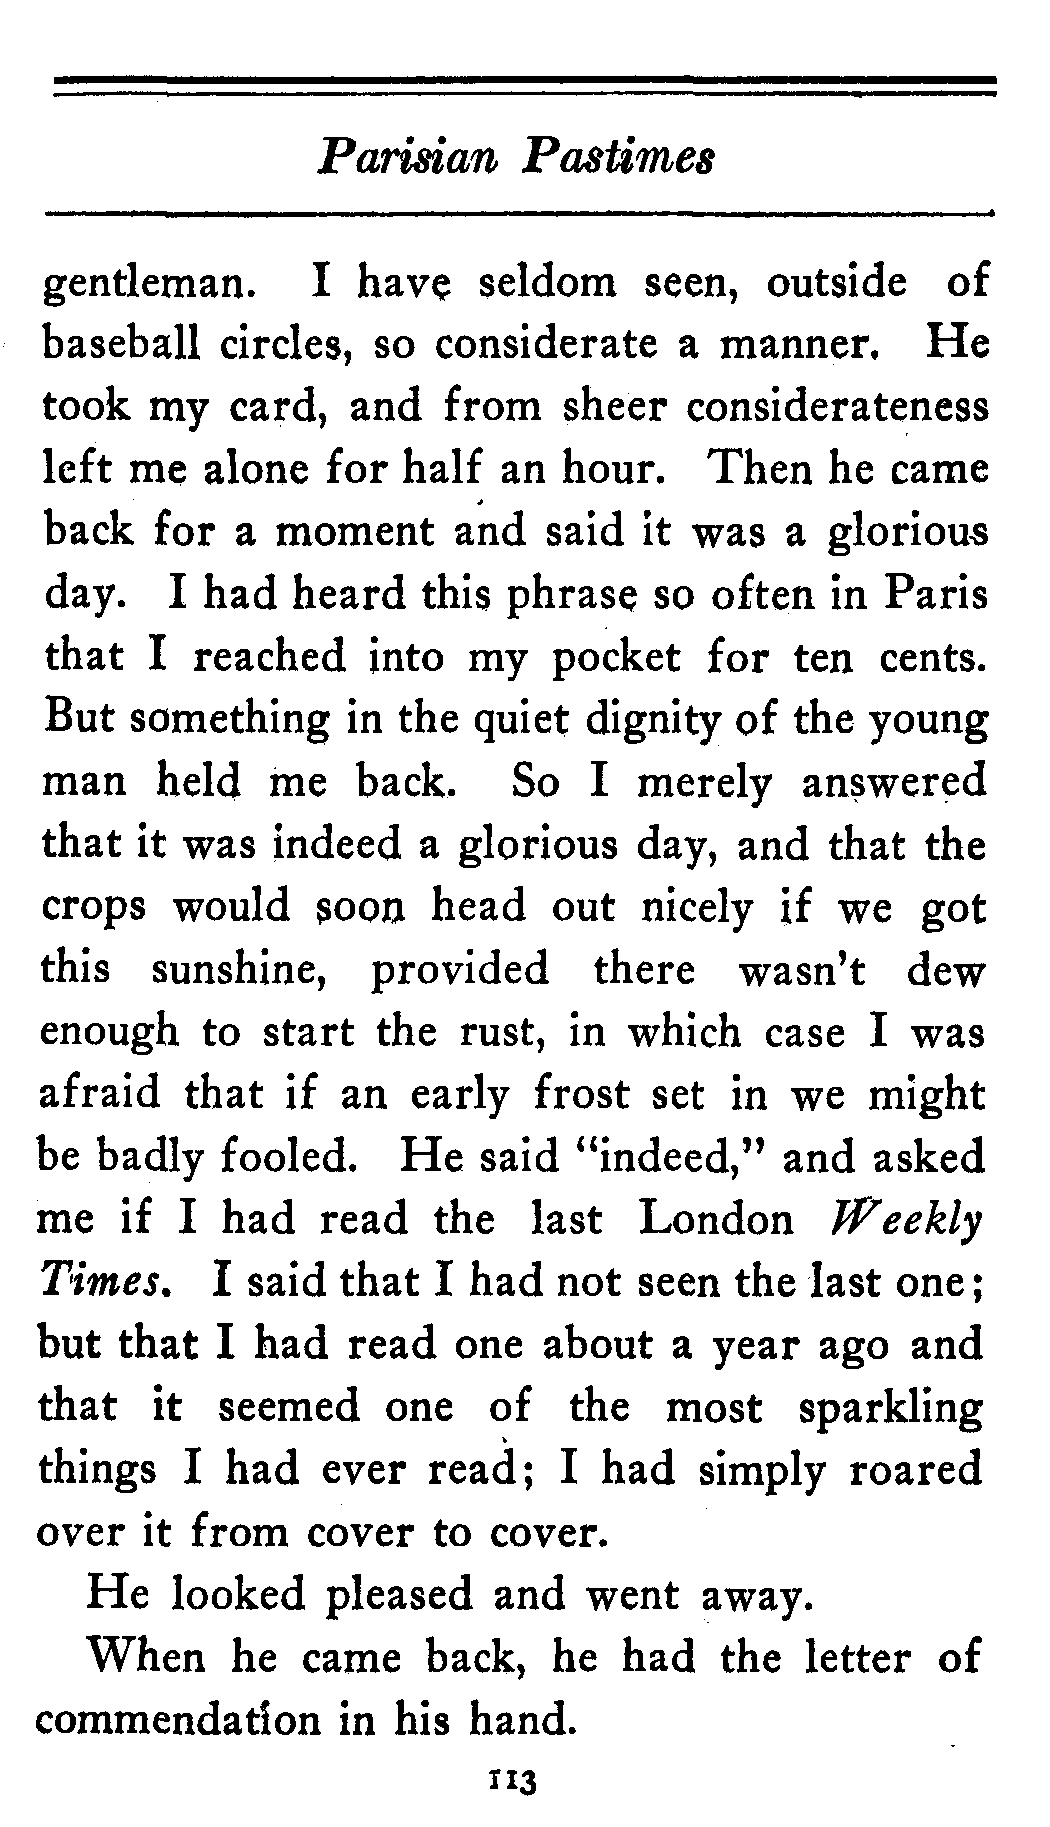 Parisian Pastimes
gentleman. I have seldom seen, outside of
baseball circles, so considerate a manner. He
took my card, and from sheer considerateness
left me alone for half an hour. Then he came
back for a moment and said it was a glorious
day. I had heard this phrase so often in Paris
that I reached into my pocket for ten cents.
But something in the quiet dignity of the young
man held me back. So I merely answered
that it was indeed a glorious day, and that the
crops would soon head out nicely if we got
this sunshine, provided there wasn't dew
enough to start the rust, in which case I was
afraid that if an early frost set in we might
be badly fooled. He said "indeed," and asked
me if I had read the last London Weekly
Times. I said that I had not seen the last one;
but that I had read one about a year ago and
that it seemed one of the most sparkling
things I had ever read; I had simply roared
over it from cover to cover.
He looked pleased and went away.
When he came back, he had the letter of
commendation in his hand.
113